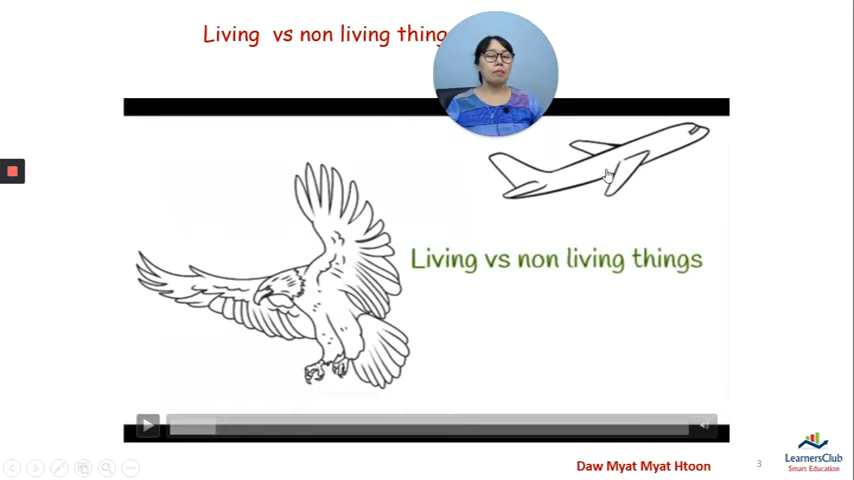 Living vs non living thing
Living vs non living things
Daw Myat Myat Htoon
3
LearnersClub
Smart Education